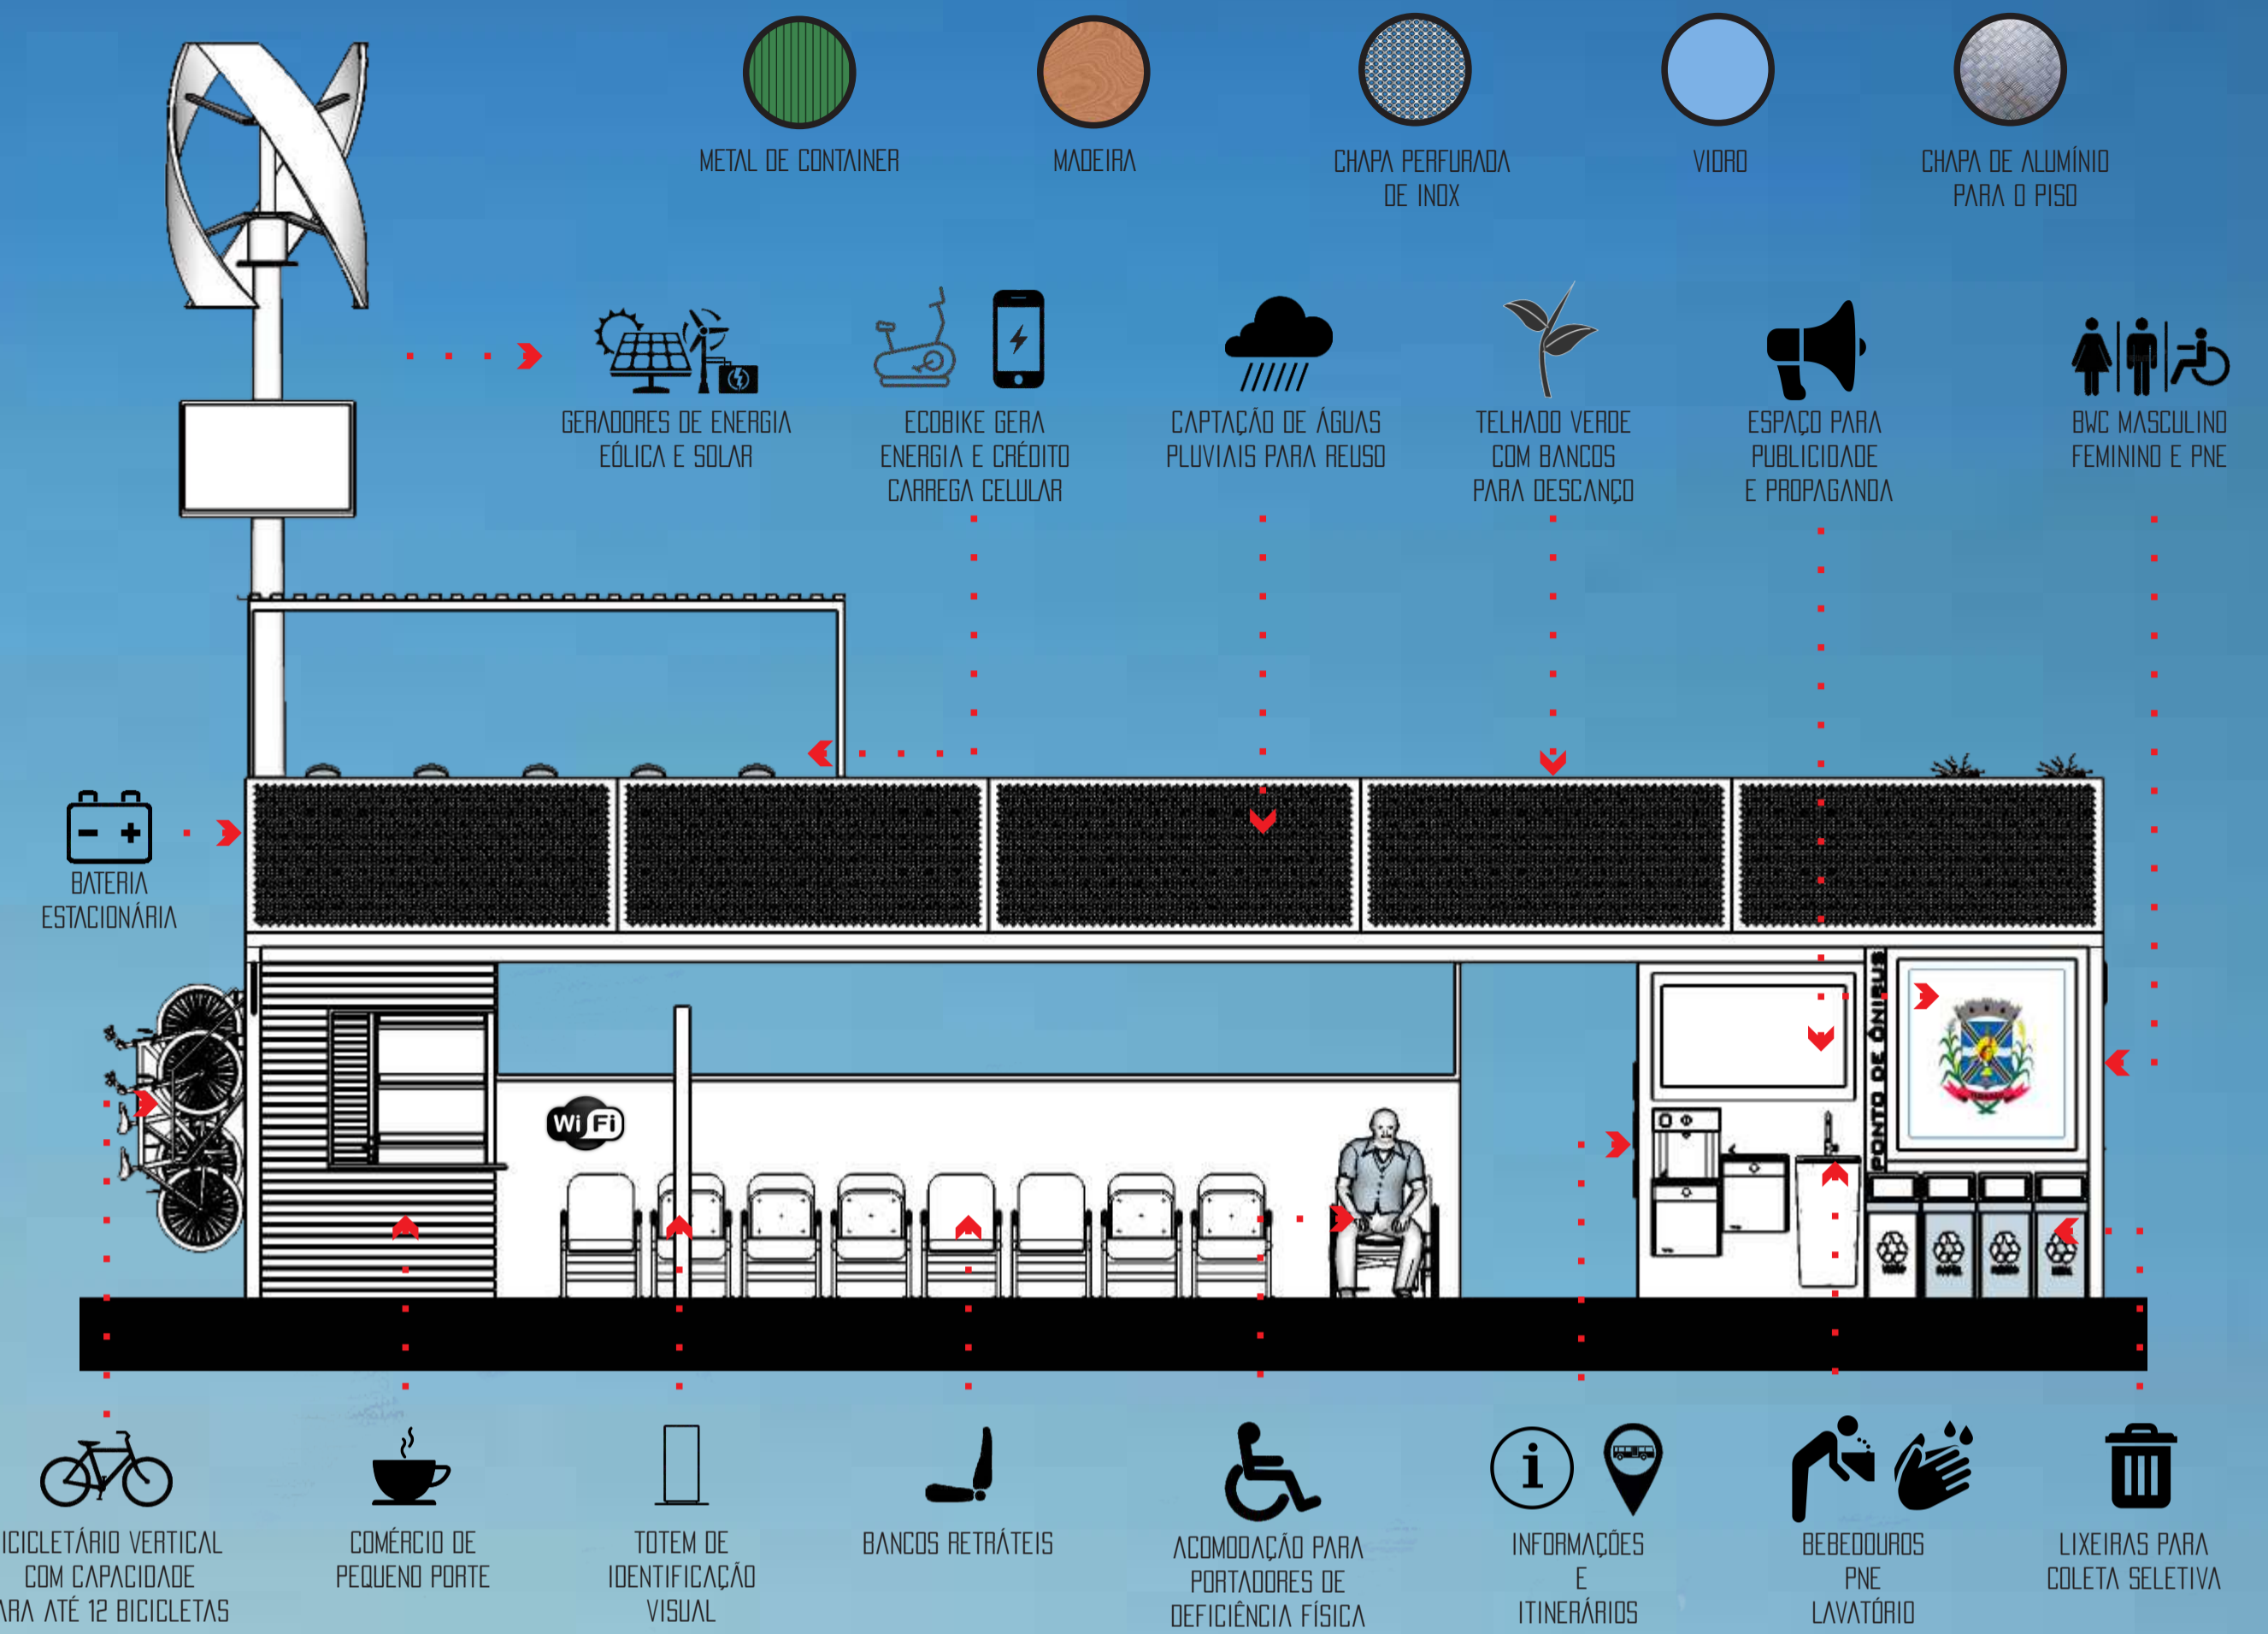 METAL DE CONTAINER
MADEIRA
CHAPA PERFURADA
DE INOX
VIDRO
CHAPA DE ALUMÍNIO
PARA O PISO
GERADORES DE ENERGIA
EÓLICA E SOLAR
ECOBIKE GERA
ENERGIA E CRÉDITO
CARREGA CELULAR
CAPTAÇÃO DE ÁGUAS
PLUVIAIS PARA REUSO
TELHADO VERDE
COM BANCOS
PARA DESCANÇO
ESPAÇO PARA
PUBLICIDADE
E PROPAGANDA
BWC MASCULINO
FEMININO E PNE
BATERIA
ESTACIONÁRIA
PONTO DE ÔNIBUS
Wi Fi
ICICLETÁRIO VERTICAL
COM CAPACIDADE
ARA ATÉ 12 BICICLETAS
COMÉRCIO DE
PEQUENO PORTE
TOTEM DE
IDENTIFICAÇÃO
VISUAL
BANCOS RETRÁTEIS
ACOMODAÇÃO PARA
PORTADORES DE
DEFICIÊNCIA FÍSICA
i
INFORMAÇÕES
E
ITINERÁRIOS
BEBEDOUROS
PNE
LAVATÓRIO
LIXEIRAS PARA
COLETA SELETIVA